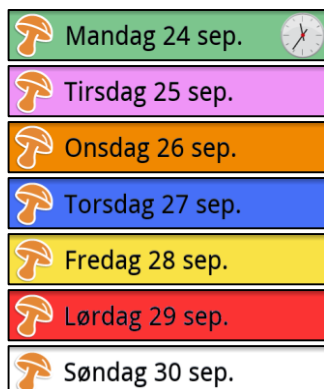 Mandag 24 sep.
Tirsdag 25 sep.
Onsdag 26 sep.
Torsdag 27 sep.
Fredag 28 sep.
Lørdag 29 sep.
Søndag 30 sep.